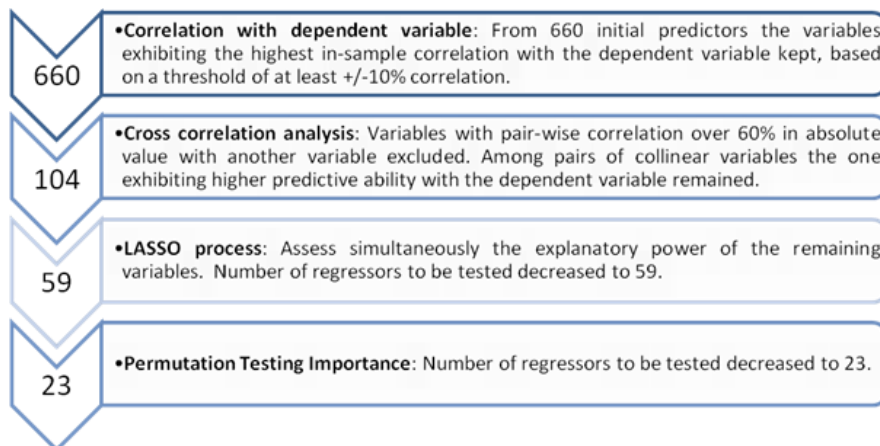 660
•Correlation with dependent variable: From 660 initial predictors the variables
exhibiting the highest in-sample correlation with the dependent variable kept, based
on a threshold of at least +/-10% correlation.
104
•Cross correlation analysis: Variables with pair-wise correlation over 60% in absolute
value with another variable excluded. Among pairs of collinear variables the one
exhibiting higher predictive ability with the dependent variable remained.
59
•LASSO process: Assess simultaneously the explanatory power of the remaining
variables. Number of regressors to be tested decreased to 59.
23
•Permutation Testing Importance: Number of regressors to be tested decreased to 23.